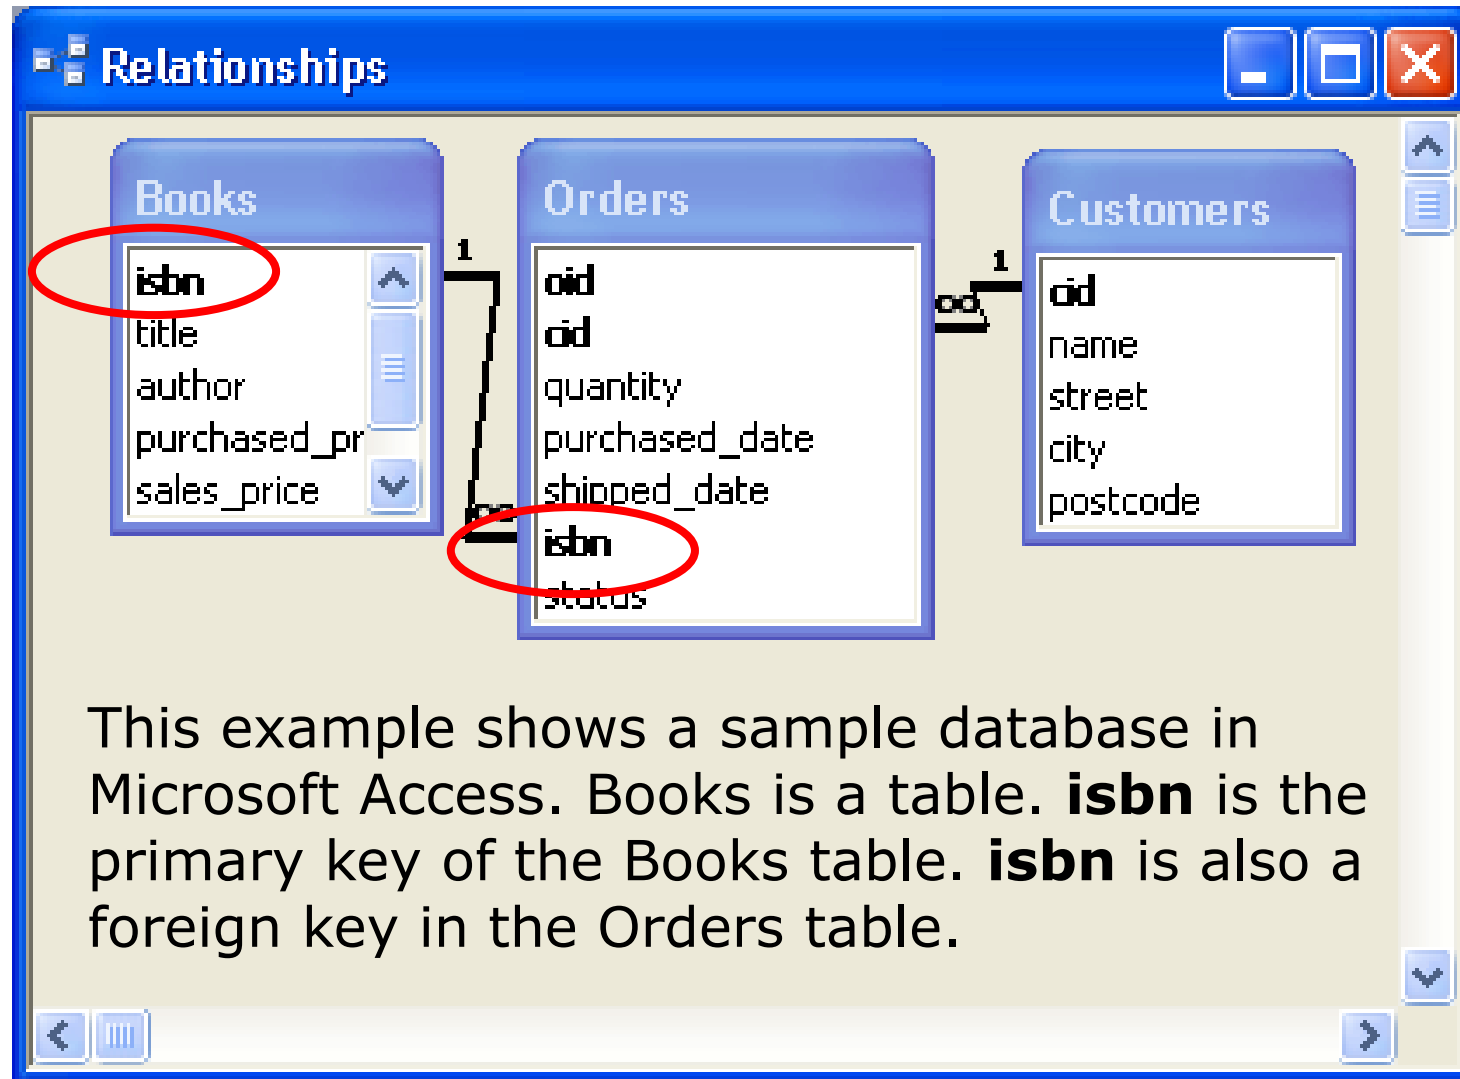 Relationships
Books
isbn
title
author
purchased_pr
sales_price
1
∞
Orders
oid
cid
quantity
purchased_date
shipped_date
isbn
status
1
∞
Customers
cid
name
street
city
postcode
This example shows a sample database in
Microsoft Access. Books is a table. isbn is the
primary key of the Books table. isbn is also a
foreign key in the Orders table.